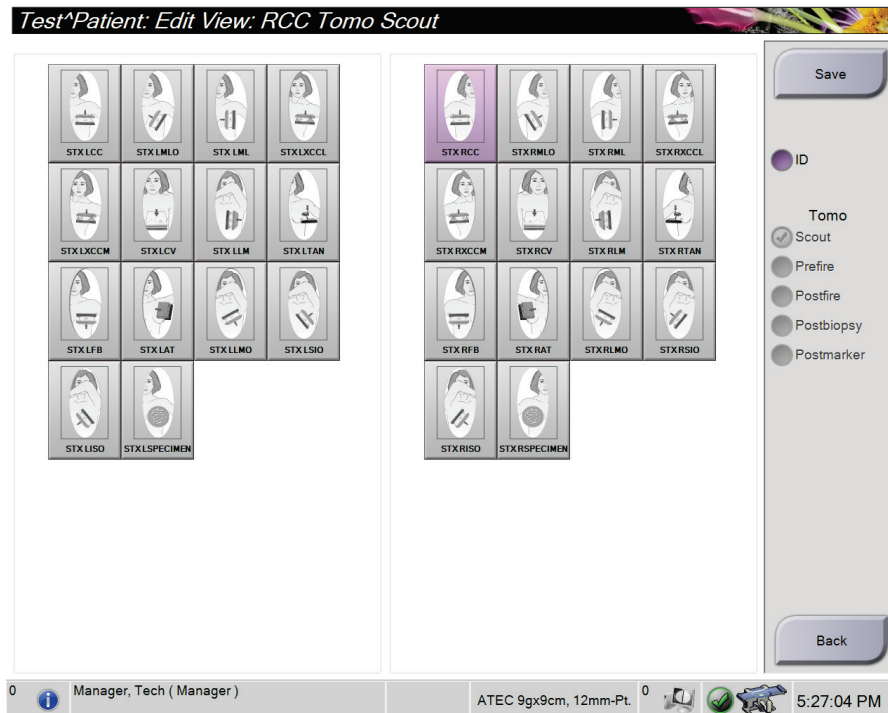 Test^Patient: Edit View: RCC Tomo Scout
STX LCC STX LMLO STX LML STX LXCCL
STX LXCCM STX LCV STX LLM STX LTAN
STX LFB STX LAT STX LLMO STX LSIO
STX LISO STX LSPECIMEN
STX RCC STX RMLO STX RML STX RXCCL
STX RXCCM STX RCV STX RLM STX RTAN
STX RFB STX RAT STX RLMO STX RSIO
STX RISO STX RSPECIMEN
Save
ID
Tomo
Scout
Prefire
Postfire
Postbiopsy
Postmarker
Back
0 Manager, Tech ( Manager ) ATEC 9gx9cm, 12mm-Pt. 0 5:27:04 PM